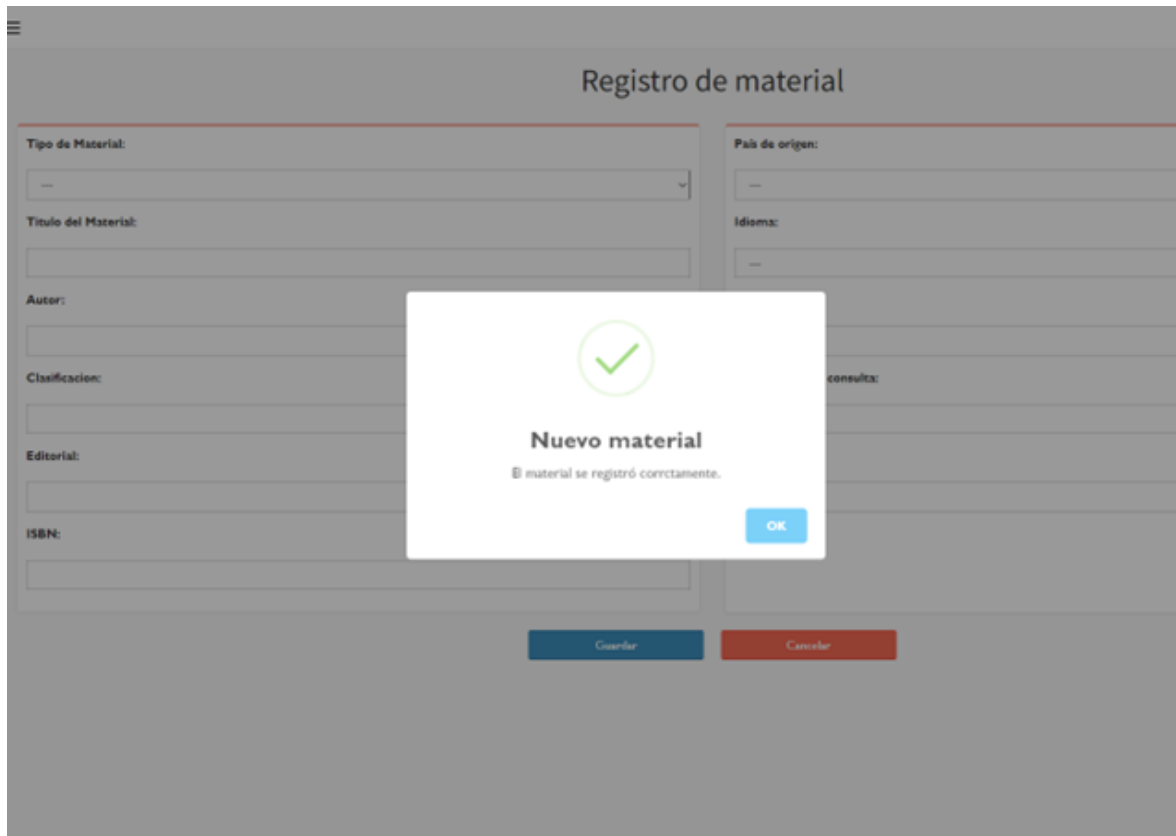 Registro de material
Tipo de Material:
---
Titulo del Material:
Autor:
Clasificacion:
Editorial:
ISBN:
País de origen:
---
Idioma:
---
consulta:
Nuevo material
El material se registró corrctamente.
OK
Guardar
Cancelar